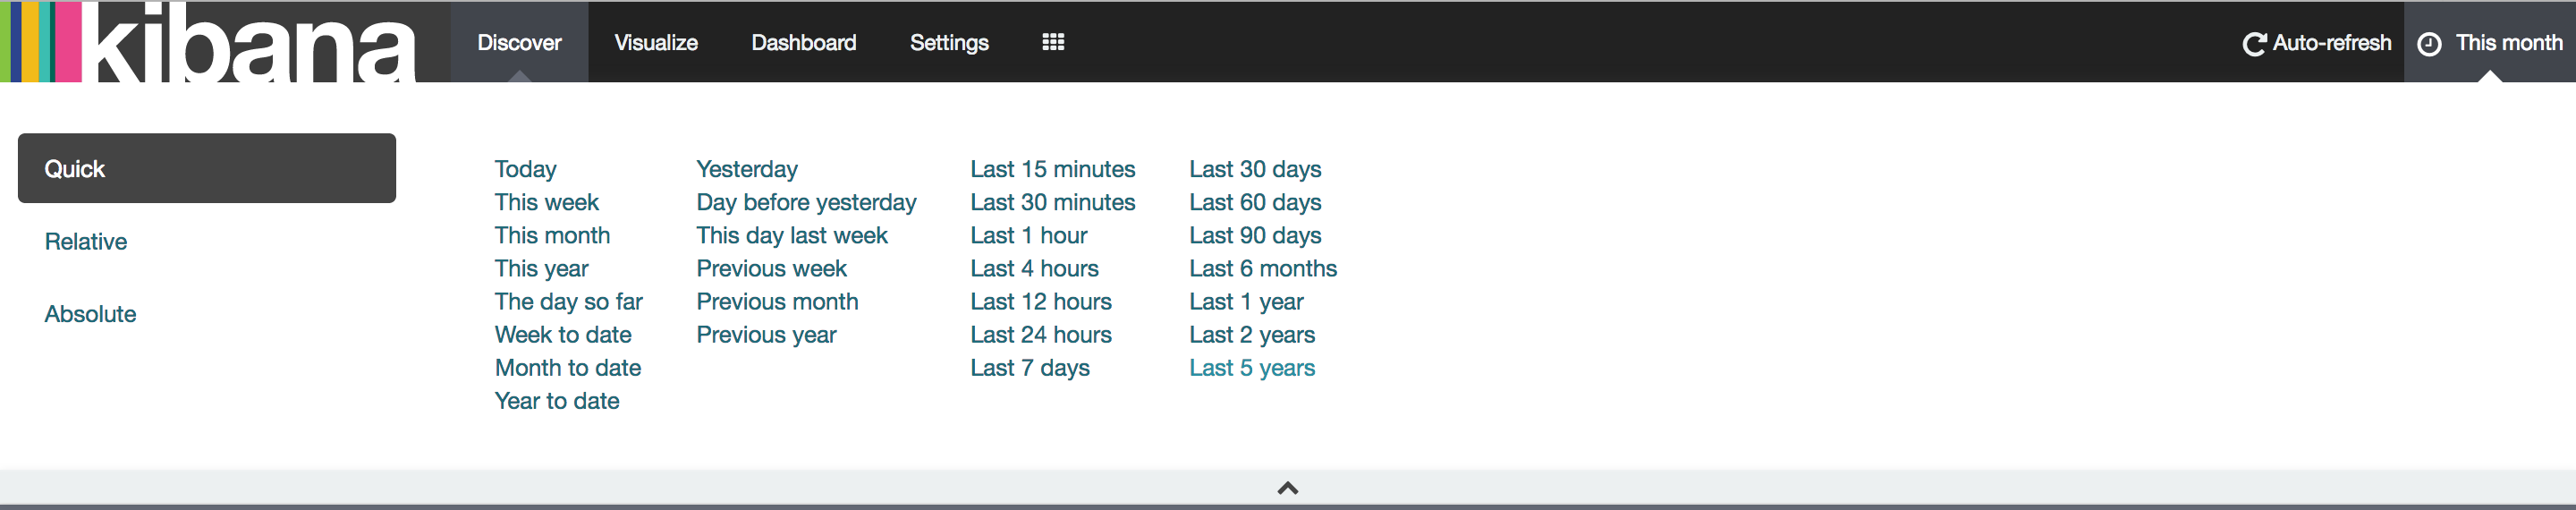 kibana Discover Visualize Dashboard Settings Auto-refresh This month
Quick
Relative
Absolute
Today
This week
This month
This year
The day so far
Week to date
Month to date
Year to date
Yesterday
Day before yesterday
This day last week
Previous week
Previous month
Previous year
Last 15 minutes
Last 30 minutes
Last 1 hour
Last 4 hours
Last 12 hours
Last 24 hours
Last 7 days
Last 30 days
Last 60 days
Last 90 days
Last 6 months
Last 1 year
Last 2 years
Last 5 years